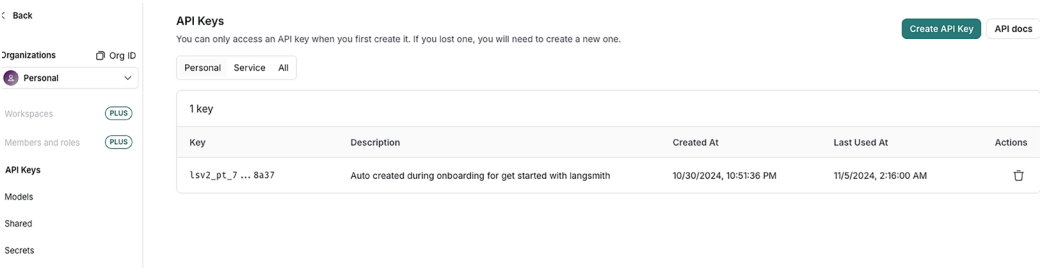 Back
API Keys
You can only access an API key when you first create it. If you lost one, you will need to create a new one.
Create API Key
API docs
Organizations
Org ID
Personal
Workspaces
PLUS
Members and roles
PLUS
API Keys
Models
Shared
Secrets
Personal Service All
1 key
Key Description Created At Last Used At Actions
lsv2_pt_7...8a37 Auto created during onboarding for get started with langsmith 10/30/2024, 10:51:36 PM 11/5/2024, 2:16:00 AM